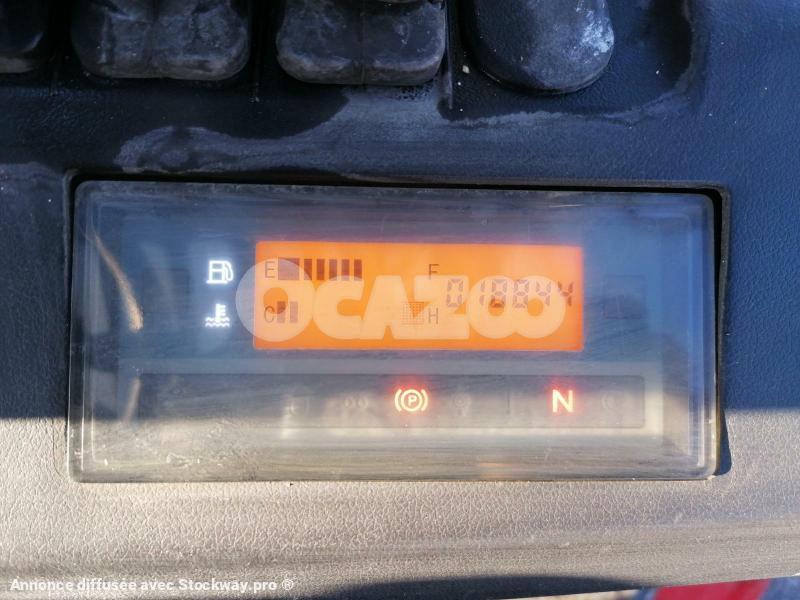 E F
OCAZOO
C H
P N
Annonce diffusée avec Stockway.pro ®